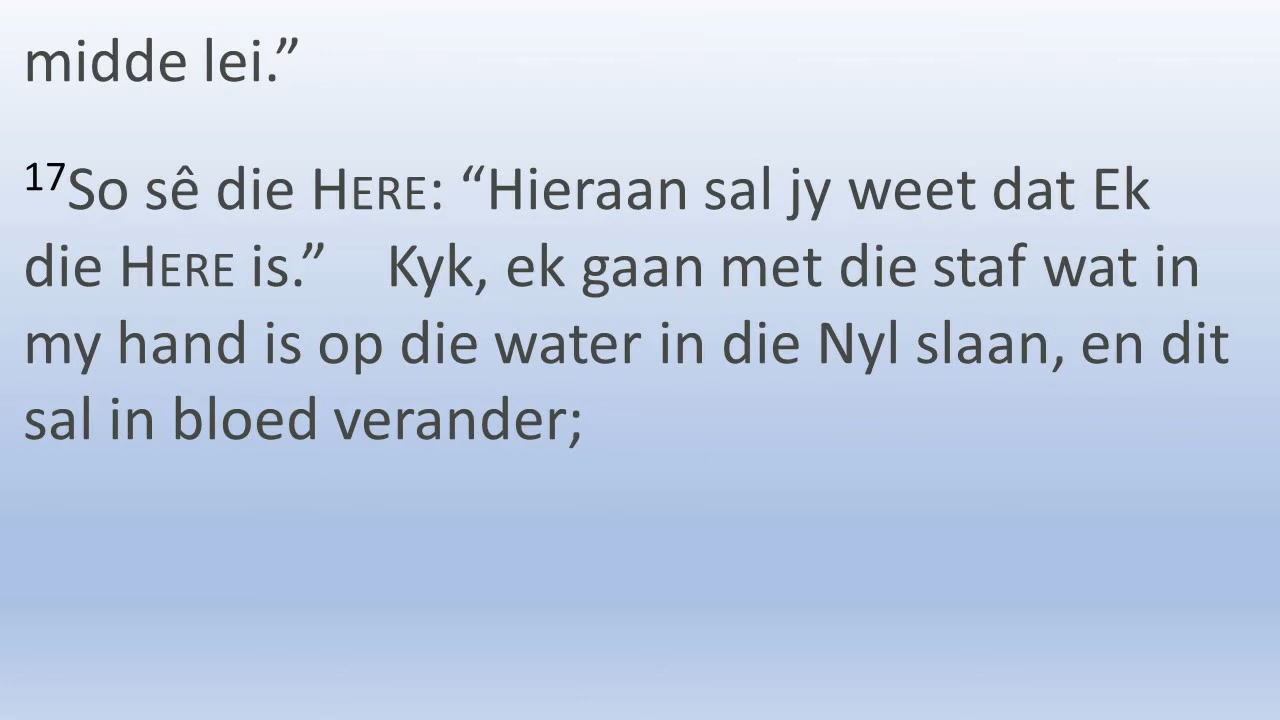 midde lei.”
17So sê die HERE: “Hieraan sal jy weet dat Ek
die HERE is.” Kyk, ek gaan met die staf wat in
my hand is op die water in die Nyl slaan, en dit
sal in bloed verander;